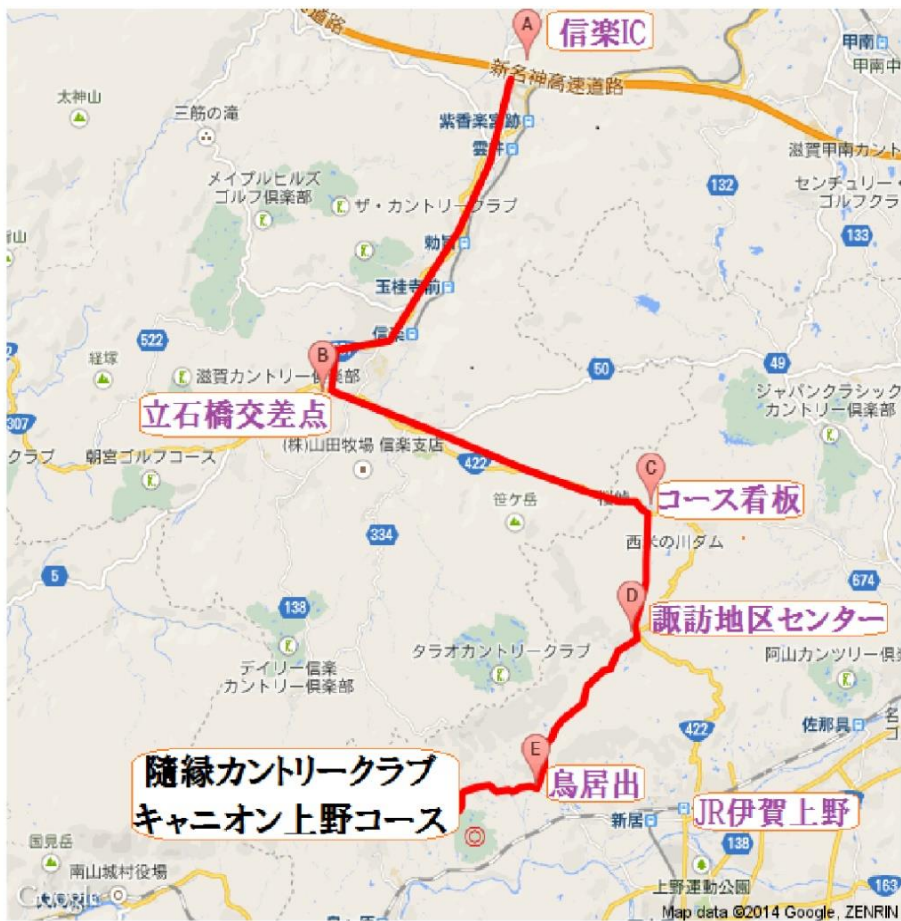 信楽IC
甲南
甲南中
道路
新名神高速道路
太神山
三筋の滝
紫香楽宮跡
雲井
滋賀甲南カント
メイプルヒルズ
ゴルフ倶楽部
132
センチュリー・
ゴルフクラ
ザ・カントリークラブ
133
勅旨
玉桂寺前
信楽
522
経塚
50
49
滋賀カントリー倶楽部
ジャパンクラシック
カントリー倶楽部
307
立石橋交差点
(株)山田牧場 信楽支店
クラブ
朝宮ゴルフコース
422
笹ケ岳
コース看板
334
5
674
138
諏訪地区センター
タラオカントリークラブ
デイリー信楽
カントリー倶楽部
阿山カンツリー倶
佐那具
422
隨縁カントリークラブ
キャニオン上野コース
鳥居出
新居
JR伊賀上野
138
国見岳
南山城村役場
上野運動公園
163
Google
Map data ©2014 Google, ZENRIN
A
B
C
D
E